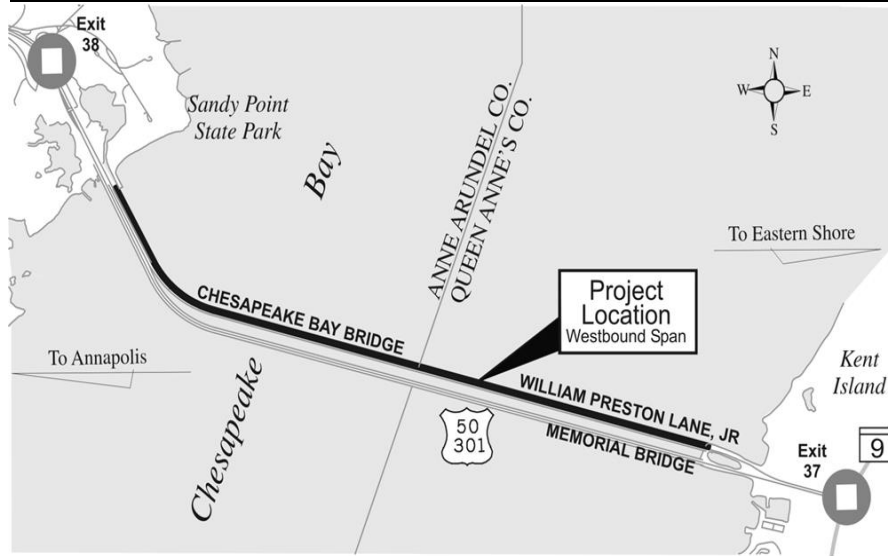 Exit
38
Sandy Point
State Park
Bay
ANNE ARUNDEL CO.
QUEEN ANNE'S CO.
N
W E
S
To Eastern Shore
Project
Location
Westbound Span
CHESAPEAKE BAY BRIDGE
To Annapolis
Kent
Island
WILLIAM PRESTON LANE, JR
MEMORIAL BRIDGE
50
301
Chesapeake
Exit
37
9